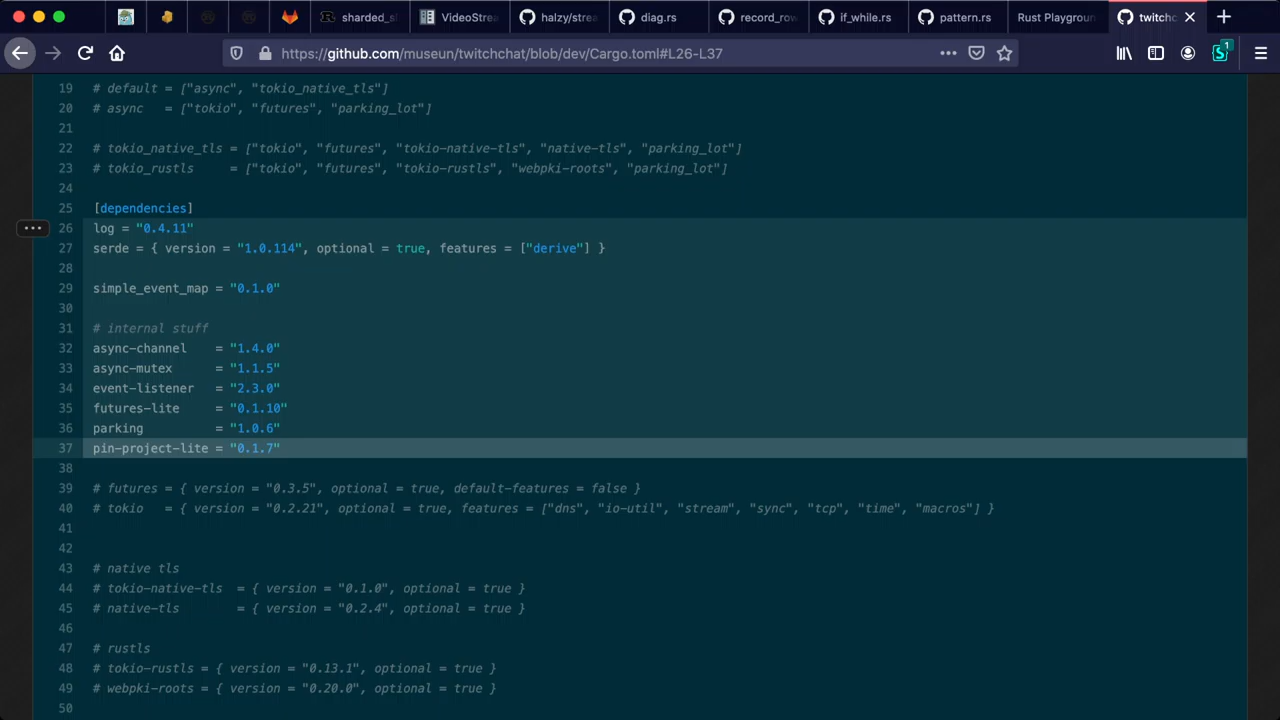 sharded_s
VideoStrea
halzy/strea
diag.rs
record_row
if_while.rs
pattern.rs
Rust Playgroun
twitchc
https://github.com/museun/twitchchat/blob/dev/Cargo.toml#L26-L37
1
19 # default = ["async", "tokio_native_tls"]
20 # async = ["tokio", "futures", "parking_lot"]
21
22 # tokio_native_tls = ["tokio", "futures", "tokio-native-tls", "native-tls", "parking_lot"]
23 # tokio_rustls = ["tokio", "futures", "tokio-rustls", "webpki-roots", "parking_lot"]
24
25 [dependencies]
26 log = "0.4.11"
27 serde = { version = "1.0.114", optional = true, features = ["derive"] }
28
29 simple_event_map = "0.1.0"
30
31 # internal stuff
32 async-channel = "1.4.0"
33 async-mutex = "1.1.5"
34 event-listener = "2.3.0"
35 futures-lite = "0.1.10"
36 parking = "1.0.6"
37 pin-project-lite = "0.1.7"
38
39 # futures = { version = "0.3.5", optional = true, default-features = false }
40 # tokio = { version = "0.2.21", optional = true, features = ["dns", "io-util", "stream", "sync", "tcp", "time", "macros"] }
41
42
43 # native tls
44 # tokio-native-tls = { version = "0.1.0", optional = true }
45 # native-tls = { version = "0.2.4", optional = true }
46
47 # rustls
48 # tokio-rustls = { version = "0.13.1", optional = true }
49 # webpki-roots = { version = "0.20.0", optional = true }
50